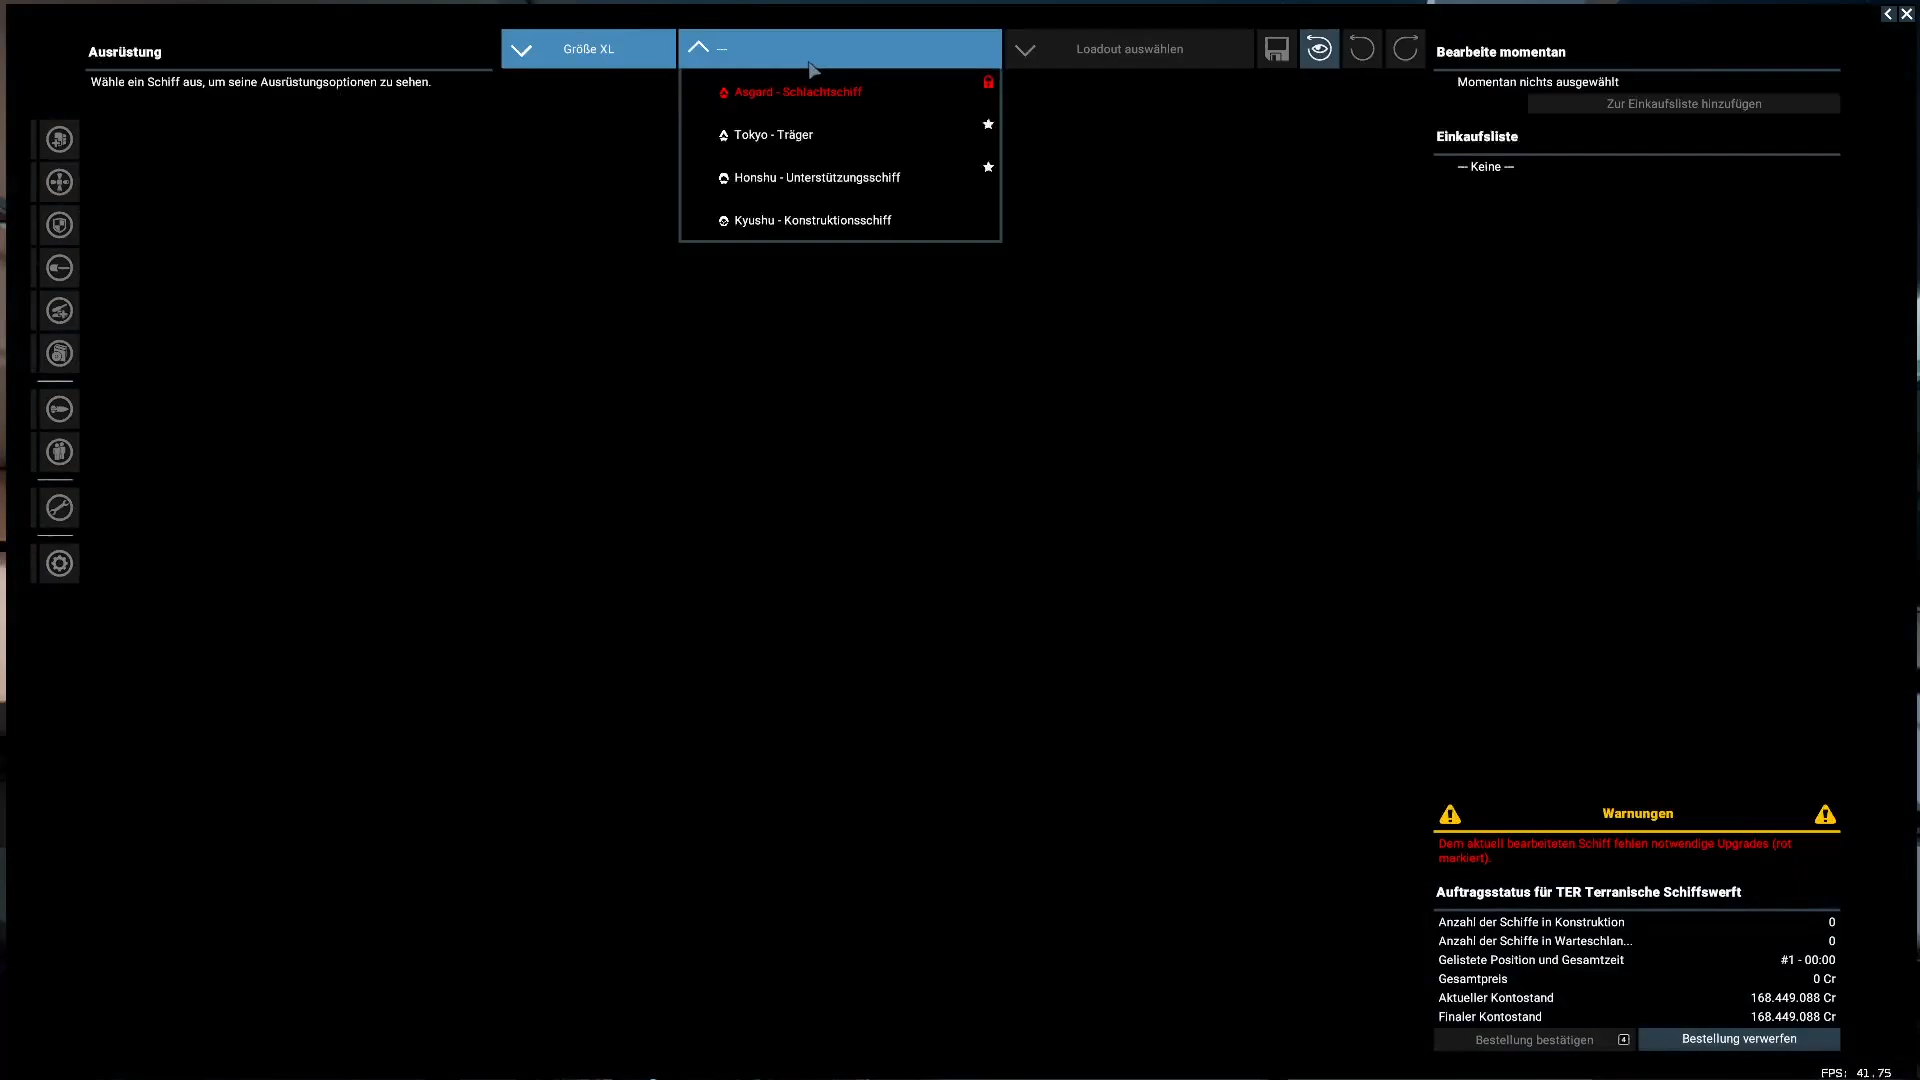 Ausrüstung
Wähle ein Schiff aus, um seine Ausrüstungsoptionen zu sehen.
Größe XL
---
Loadout auswählen
Asgard - Schlachtschiff
Tokyo - Träger
Honshu - Unterstützungsschiff
Kyushu - Konstruktionsschiff
Bearbeite momentan
Momentan nichts ausgewählt
Zur Einkaufsliste hinzufügen
Einkaufsliste
--- Keine ---
Warnungen
Dem aktuell bearbeiteten Schiff fehlen notwendige Upgrades (rot
markiert).
Auftragsstatus für TER Terranische Schiffswerft
Anzahl der Schiffe in Konstruktion 0
Anzahl der Schiffe in Warteschlan... 0
Gelistete Position und Gesamtzeit #1 - 00:00
Gesamtpreis 0 Cr
Aktueller Kontostand 168.449.088 Cr
Finaler Kontostand 168.449.088 Cr
Bestellung bestätigen 4
Bestellung verwerfen
FPS: 41.75